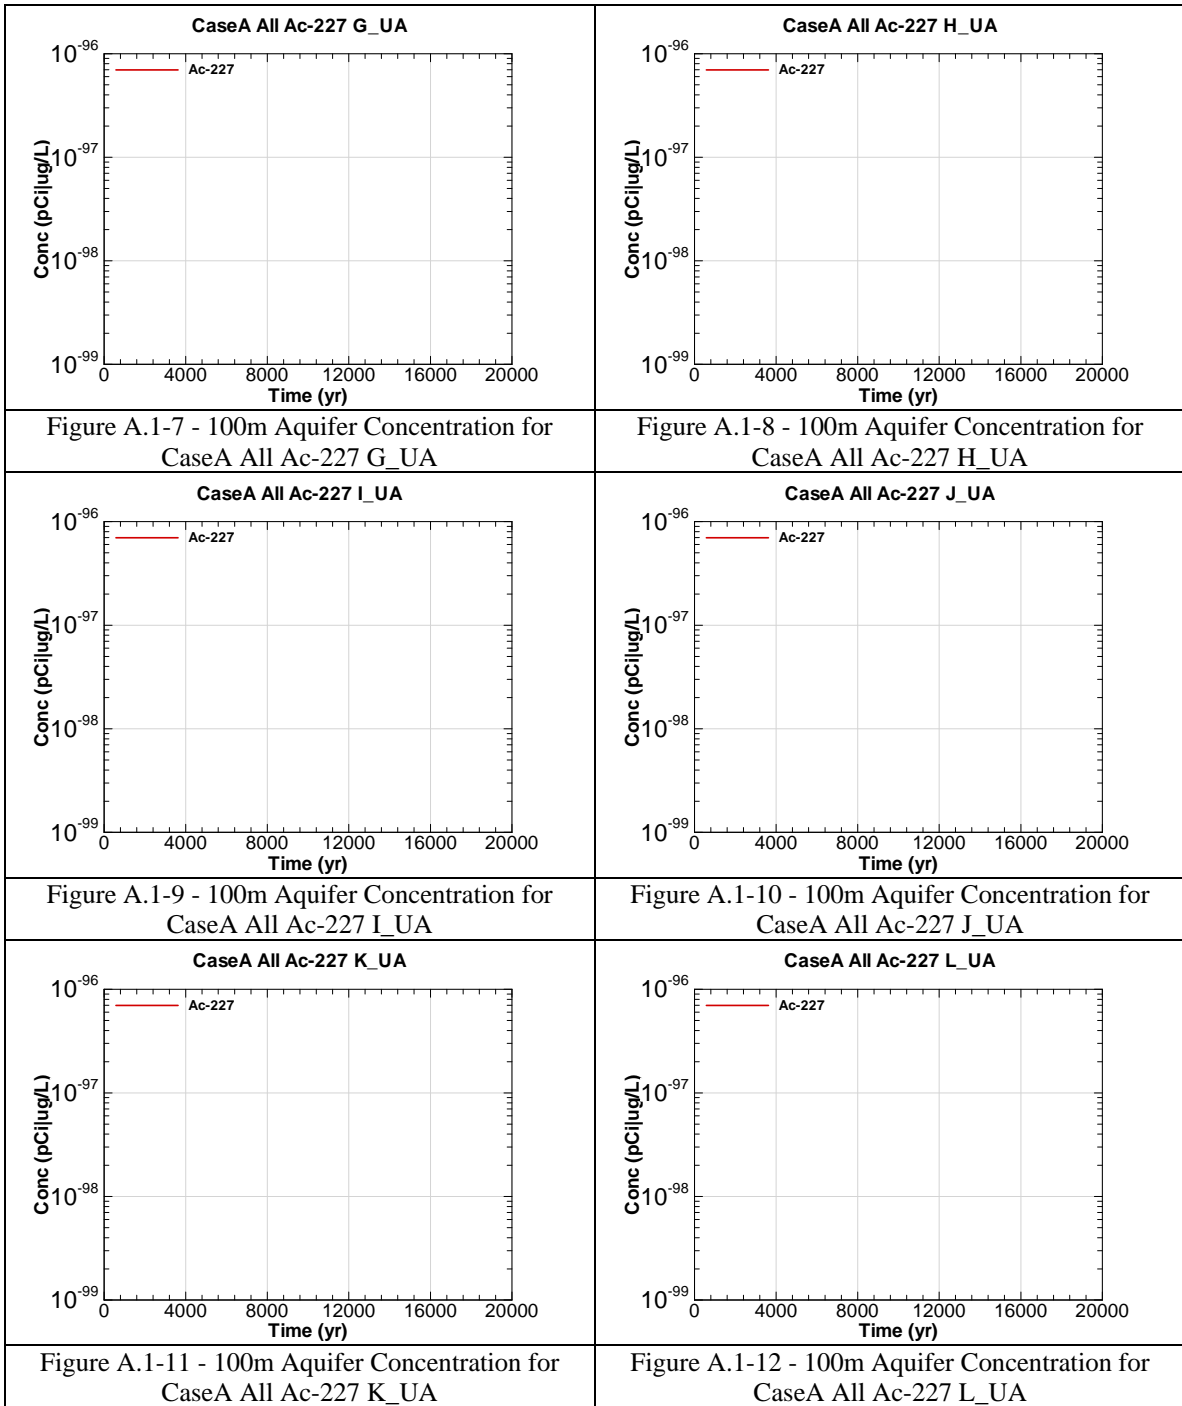 CaseA All Ac-227 G_UA
10-96
Ac-227
10-97
Conc (pCi|ug/L)
10-98
10-99
0 4000 8000 12000 16000 20000
Time (yr)
Figure A.1-7 - 100m Aquifer Concentration for
CaseA All Ac-227 G_UA
CaseA All Ac-227 H_UA
10-96
Ac-227
10-97
Conc (pCi|ug/L)
10-98
10-99
0 4000 8000 12000 16000 20000
Time (yr)
Figure A.1-8 - 100m Aquifer Concentration for
CaseA All Ac-227 H_UA
CaseA All Ac-227 I_UA
10-96
Ac-227
10-97
Conc (pCi|ug/L)
10-98
10-99
0 4000 8000 12000 16000 20000
Time (yr)
Figure A.1-9 - 100m Aquifer Concentration for
CaseA All Ac-227 I_UA
CaseA All Ac-227 J_UA
10-96
Ac-227
10-97
Conc (pCi|ug/L)
10-98
10-99
0 4000 8000 12000 16000 20000
Time (yr)
Figure A.1-10 - 100m Aquifer Concentration for
CaseA All Ac-227 J_UA
CaseA All Ac-227 K_UA
10-96
Ac-227
10-97
Conc (pCi|ug/L)
10-98
10-99
0 4000 8000 12000 16000 20000
Time (yr)
Figure A.1-11 - 100m Aquifer Concentration for
CaseA All Ac-227 K_UA
CaseA All Ac-227 L_UA
10-96
Ac-227
10-97
Conc (pCi|ug/L)
10-98
10-99
0 4000 8000 12000 16000 20000
Time (yr)
Figure A.1-12 - 100m Aquifer Concentration for
CaseA All Ac-227 L_UA